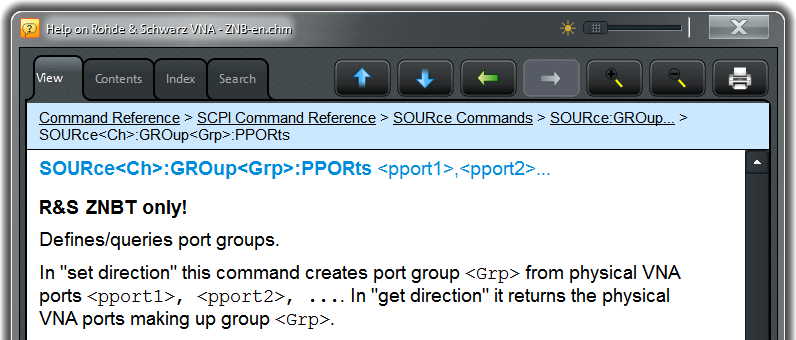 Help on Rohde & Schwarz VNA - ZNB-en.chm
View Contents Index Search
Command Reference > SCPI Command Reference > SOURce Commands > SOURce:GROup... >
SOURce<Ch>:GROup<Grp>:PPORts
SOURce<Ch>:GROup<Grp>:PPORts <pport1>,<pport2>...
R&S ZNBT only!
Defines/queries port groups.
In "set direction" this command creates port group <Grp> from physical VNA
ports <pport1>, <pport2>, .... In "get direction" it returns the physical
VNA ports making up group <Grp>.